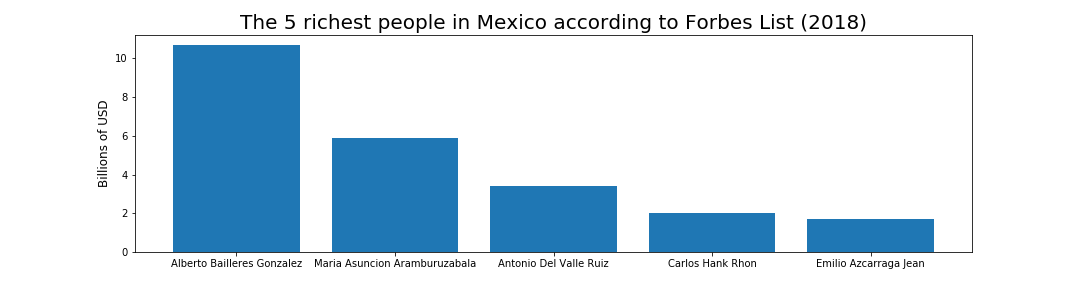 The 5 richest people in Mexico according to Forbes List (2018)
Billions of USD
10
8
6
4
2
0
Alberto Bailleres Gonzalez Maria Asuncion Aramburuzabala Antonio Del Valle Ruiz Carlos Hank Rhon Emilio Azcarraga Jean